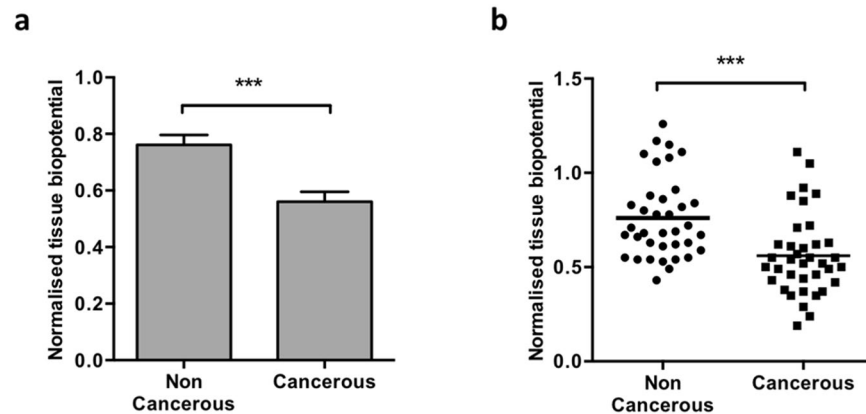 a
Normalised tissue biopotential
1.0
0.8
0.6
0.4
0.2
0.0
***
Non
Cancerous
Cancerous
b
Normalised tissue biopotential
1.5
1.0
0.5
0.0
***
Non
Cancerous
Cancerous